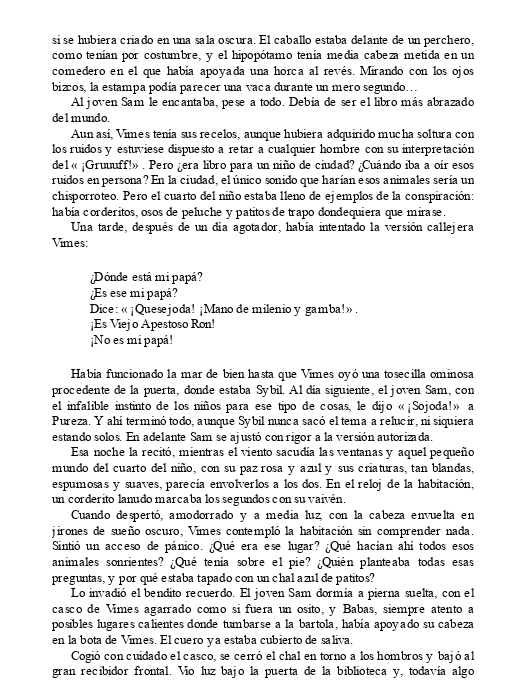 si se hubiera criado en una sala oscura. El caballo estaba delante de un perchero,
como tenían por costumbre, y el hipopótamo tenía media cabeza metida en un
comedero en el que había apoyada una horca al revés. Mirando con los ojos
bizcos, la estampa podía parecer una vaca durante un mero segundo…
Al joven Sam le encantaba, pese a todo. Debía de ser el libro más abrazado
del mundo.
Aun así, Vimes tenía sus recelos, aunque hubiera adquirido mucha soltura con
los ruidos y estuviese dispuesto a retar a cualquier hombre con su interpretación
del « ¡Gruuuff!» . Pero ¿era libro para un niño de ciudad? ¿Cuándo iba a oír esos
ruidos en persona? En la ciudad, el único sonido que harían esos animales sería un
chisporroteo. Pero el cuarto del niño estaba lleno de ejemplos de la conspiración:
había corderitos, osos de peluche y patitos de trapo dondequiera que mirase.
Una tarde, después de un día agotador, había intentado la versión callejera
Vimes:
¿Dónde está mi papá?
¿Es ese mi papá?
Dice: « ¡Quesejoda! ¡Mano de milenio y gamba!» .
¡Es Viejo Apestoso Ron!
¡No es mi papá!
Había funcionado la mar de bien hasta que Vimes oyó una tosecilla ominosa
procedente de la puerta, donde estaba Sybil. Al día siguiente, el joven Sam, con
el infalible instinto de los niños para ese tipo de cosas, le dijo « ¡Sojoda!» a
Pureza. Y ahí terminó todo, aunque Sybil nunca sacó el tema a relucir, ni siquiera
estando solos. En adelante Sam se ajustó con rigor a la versión autorizada.
Esa noche la recitó, mientras el viento sacudía las ventanas y aquel pequeño
mundo del cuarto del niño, con su paz rosa y azul y sus criaturas, tan blandas,
espumosas y suaves, parecía envolverlos a los dos. En el reloj de la habitación,
un corderito lanudo marcaba los segundos con su vaivén.
Cuando despertó, amodorrado y a media luz, con la cabeza envuelta en
jirones de sueño oscuro, Vimes contempló la habitación sin comprender nada.
Sintió un acceso de pánico. ¿Qué era ese lugar? ¿Qué hacían ahí todos esos
animales sonrientes? ¿Qué tenía sobre el pie? ¿Quién planteaba todas esas
preguntas, y por qué estaba tapado con un chal azul de patitos?
Lo invadió el bendito recuerdo. El joven Sam dormía a pierna suelta, con el
casco de Vimes agarrado como si fuera un osito, y Babas, siempre atento a
posibles lugares calientes donde tumbarse a la bartola, había apoyado su cabeza
en la bota de Vimes. El cuero ya estaba cubierto de saliva.
Cogió con cuidado el casco, se cerró el chal en torno a los hombros y bajó al
gran recibidor frontal. Vio luz bajo la puerta de la biblioteca y, todavía algo